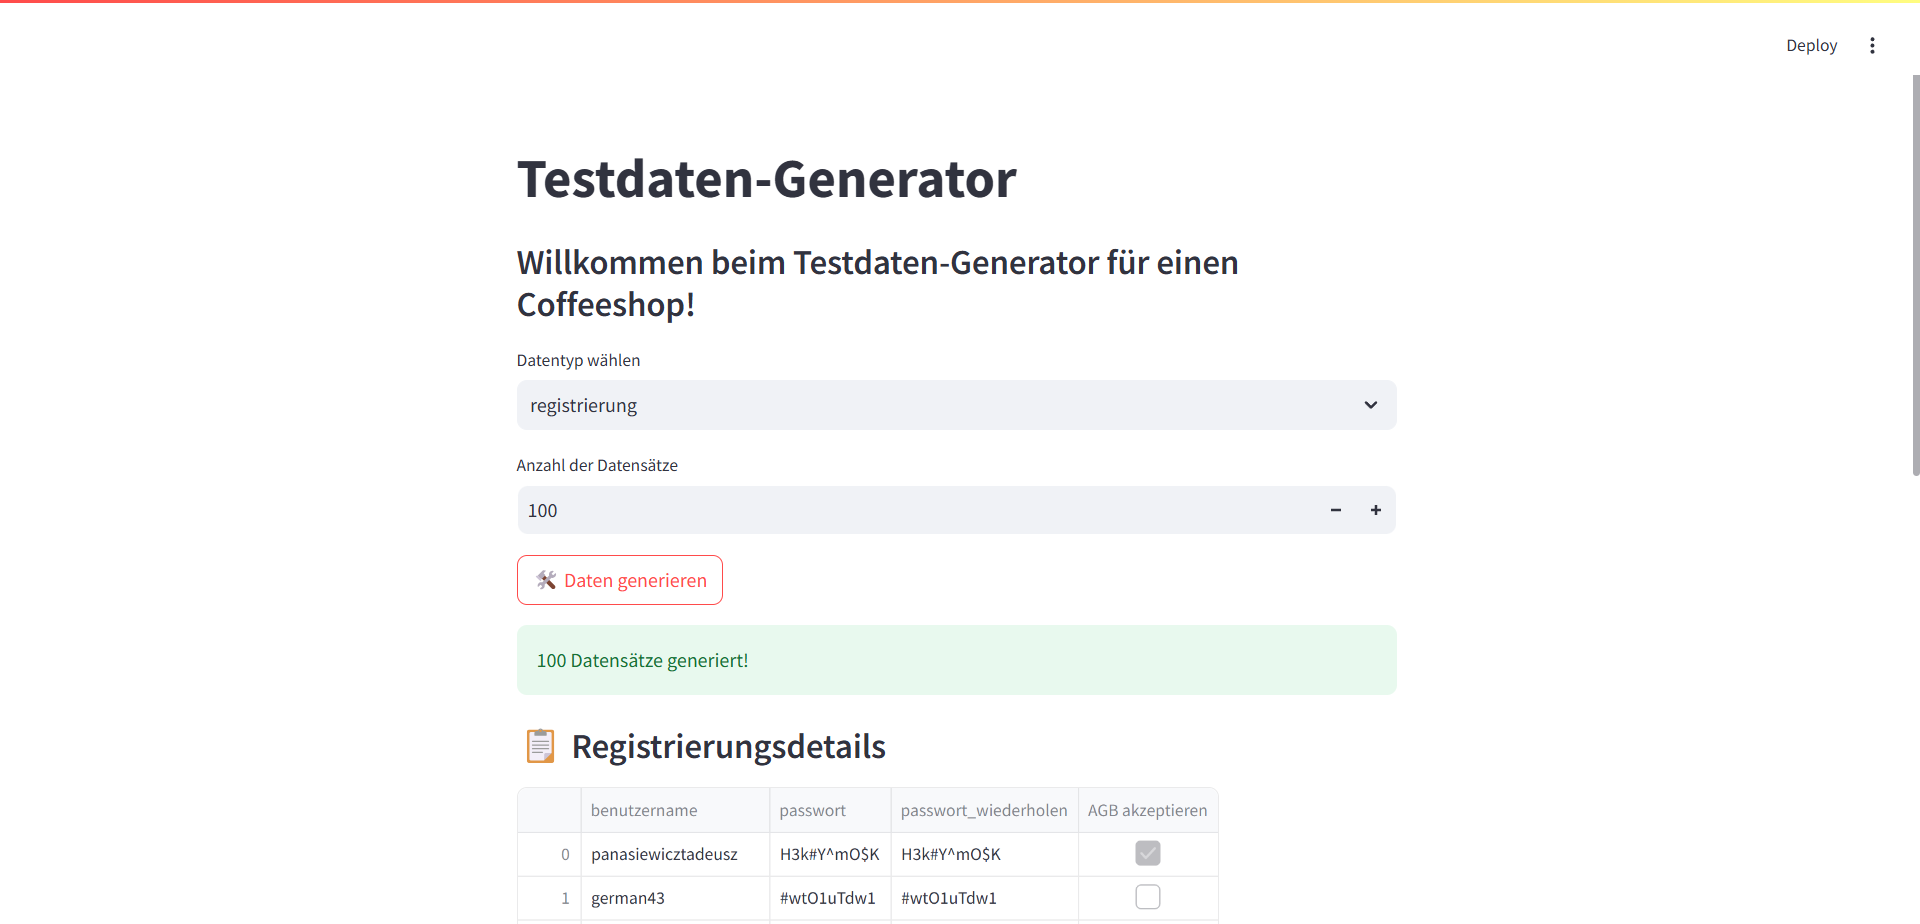 Deploy
Testdaten-Generator
Willkommen beim Testdaten-Generator für einen
Coffeeshop!
Datentyp wählen
registrierung
Anzahl der Datensätze
100
Daten generieren
100 Datensätze generiert!
Registrierungsdetails
benutzername passwort passwort_wiederholen AGB akzeptieren
0 panasiewicztadeusz H3k#Y^mO$K H3k#Y^mO$K
1 german43 #wtO1uTdw1 #wtO1uTdw1